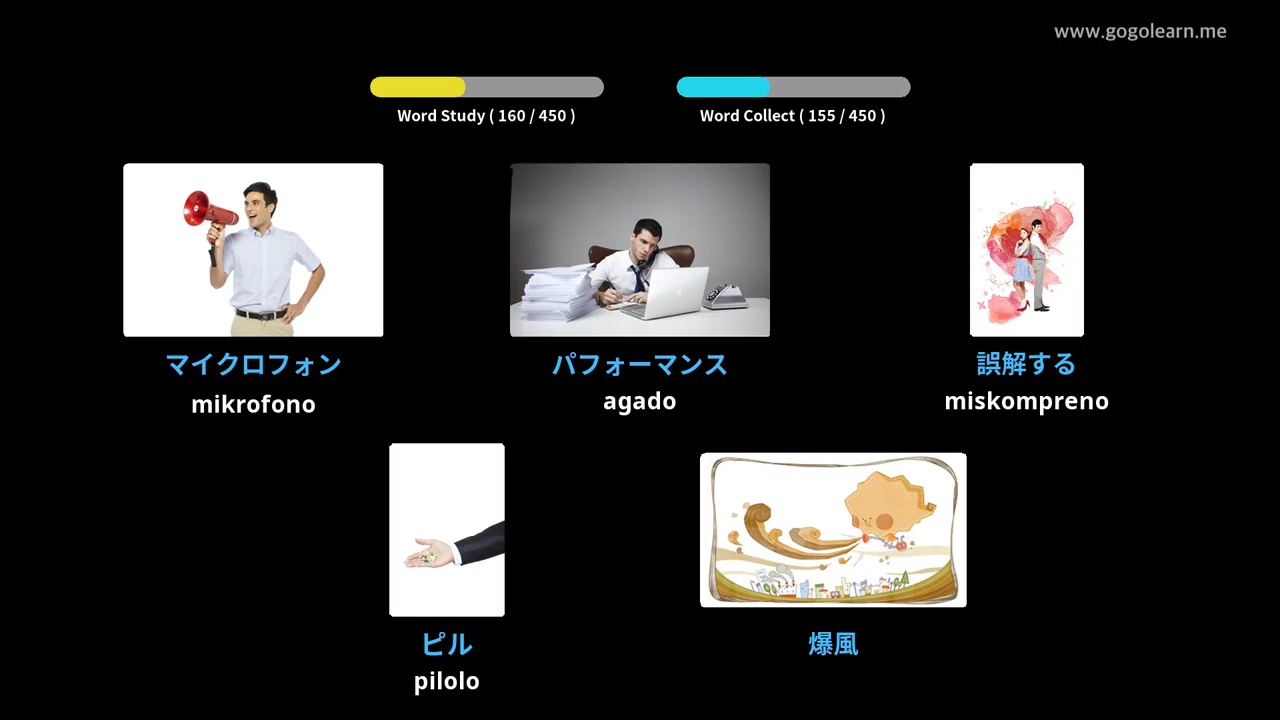 www.gogolearn.me
Word Study ( 160 / 450 )
Word Collect ( 155 / 450 )
マイクロフォン
mikrofono
パフォーマンス
agado
誤解する
miskompreno
ピル
pilolo
爆風